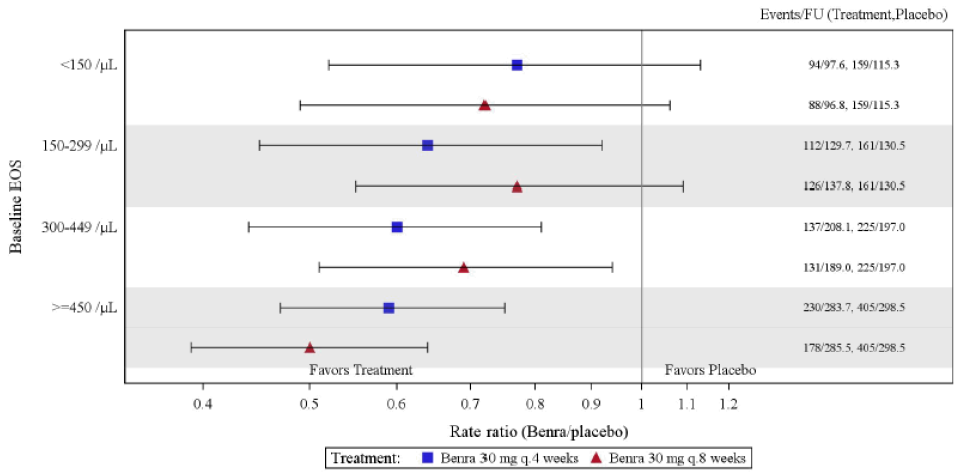 Events/FU (Treatment,Placebo)
<150 /μL
94/97.6, 159/115.3
88/96.8, 159/115.3
150-299 /μL
112/129.7, 161/130.5
126/137.8, 161/130.5
Baseline EOS
300-449 /μL
137/208.1, 225/197.0
131/189.0, 225/197.0
>=450 /μL
230/283.7, 405/298.5
178/285.5, 405/298.5
Favors Treatment Favors Placebo
0.4 0.5 0.6 0.7 0.8 0.9 1 1.1 1.2
Rate ratio (Benra/placebo)
Treatment: Benra 30 mg q.4 weeks Benra 30 mg q.8 weeks